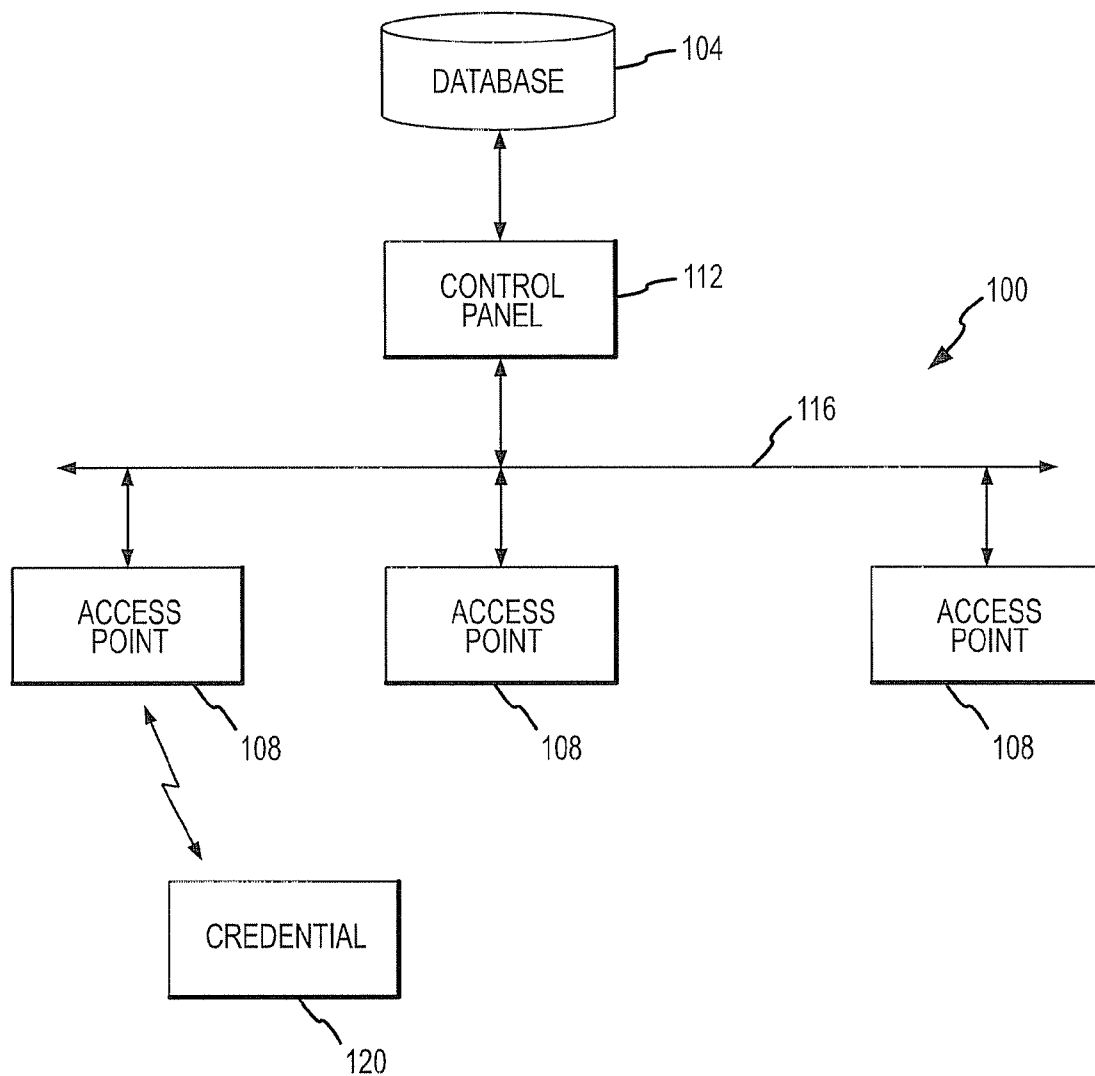 DATABASE
104
CONTROL
PANEL
112
100
116
ACCESS
POINT
108
ACCESS
POINT
108
ACCESS
POINT
108
CREDENTIAL
120